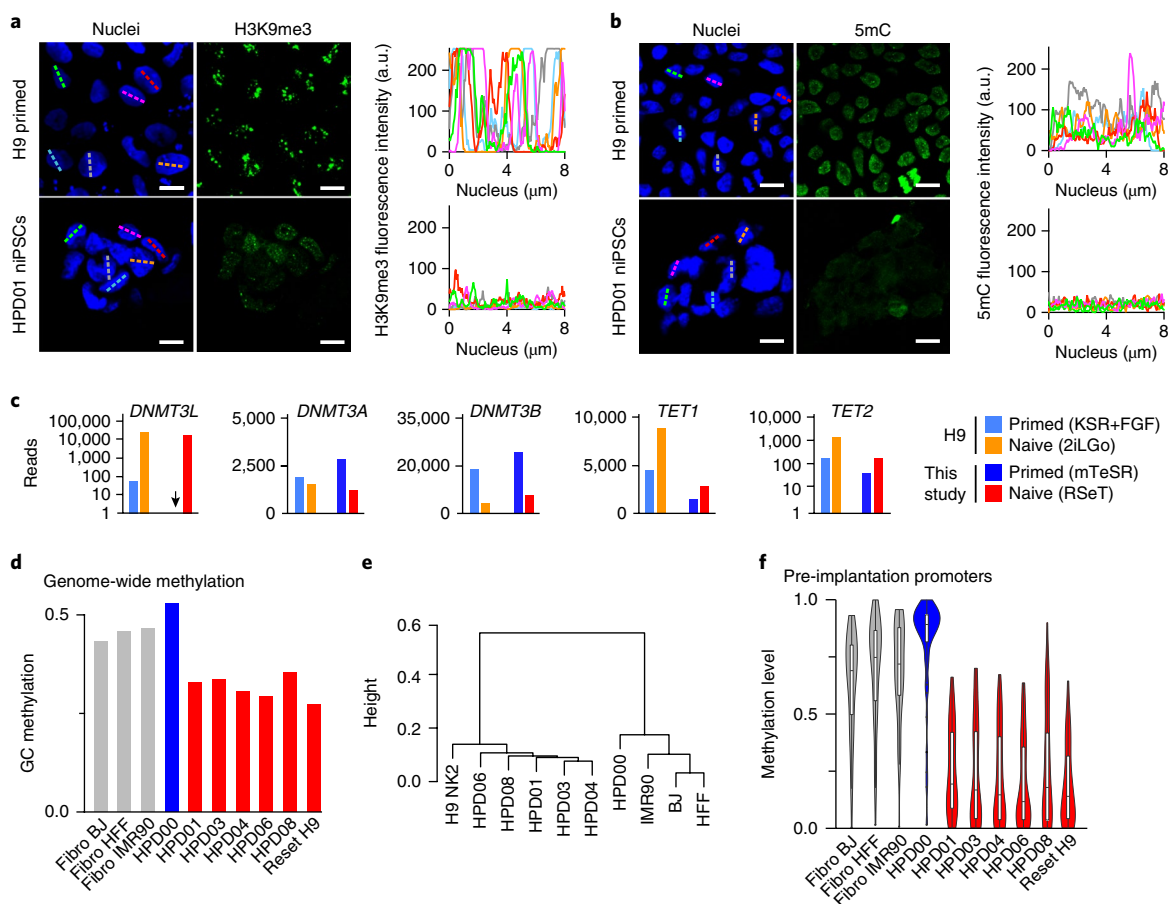 a
Nuclei
H3K9me3
H9 primed
HPD01 niPSCs
H3K9me3 fluorescence intensity (a.u.)
200
100
0
0 4 8
Nucleus (μm)
200
100
0
0 4 8
Nucleus (μm)
b
Nuclei
5mC
H9 primed
HPD01 niPSCs
5mC fluorescence intensity (a.u.)
200
100
0
0 4 8
Nucleus (μm)
200
100
0
0 4 8
Nucleus (μm)
c
Reads
DNMT3L
100,000
10,000
1,000
100
10
1
DNMT3A
5,000
2,500
0
DNMT3B
35,000
20,000
0
TET1
10,000
5,000
0
TET2
10,000
1,000
100
10
1
H9
Primed (KSR+FGF)
Naive (2iLGo)
This study
Primed (mTeSR)
Naive (RSeT)
d
Genome-wide methylation
GC methylation
0.5
0.0
Fibro BJ
Fibro HFF
Fibro IMR90
HPD00
HPD01
HPD03
HPD04
HPD06
HPD08
Reset H9
e
Height
0.6
0.4
0.2
0.0
H9 NK2
HPD06
HPD08
HPD01
HPD03
HPD04
HPD00
IMR90
BJ
HFF
f
Pre-implantation promoters
Methylation level
1.0
0.5
0.0
Fibro BJ
Fibro HFF
Fibro IMR90
HPD00
HPD01
HPD03
HPD04
HPD06
HPD08
Reset H9